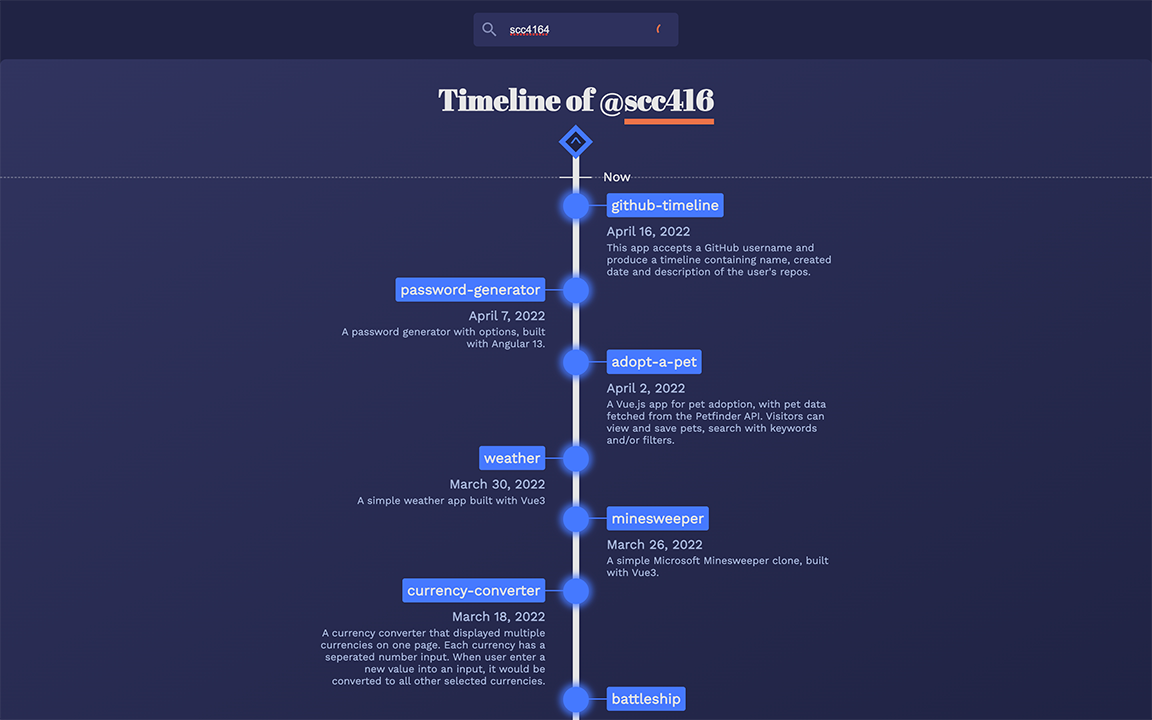 scc4164
Timeline of @scc416
Now
github-timeline
April 16, 2022
This app accepts a GitHub username and
produce a timeline containing name, created
date and description of the user's repos.
password-generator
April 7, 2022
A password generator with options, built
with Angular 13.
adopt-a-pet
April 2, 2022
A Vue.js app for pet adoption, with pet data
fetched from the Petfinder API. Visitors can
view and save pets, search with keywords
and/or filters.
weather
March 30, 2022
A simple weather app built with Vue3
minesweeper
March 26, 2022
A simple Microsoft Minesweeper clone, built
with Vue3.
currency-converter
March 18, 2022
A currency converter that displayed multiple
currencies on one page. Each currency has a
seperated number input. When user enter a
new value into an input, it would be
converted to all other selected currencies.
battleship